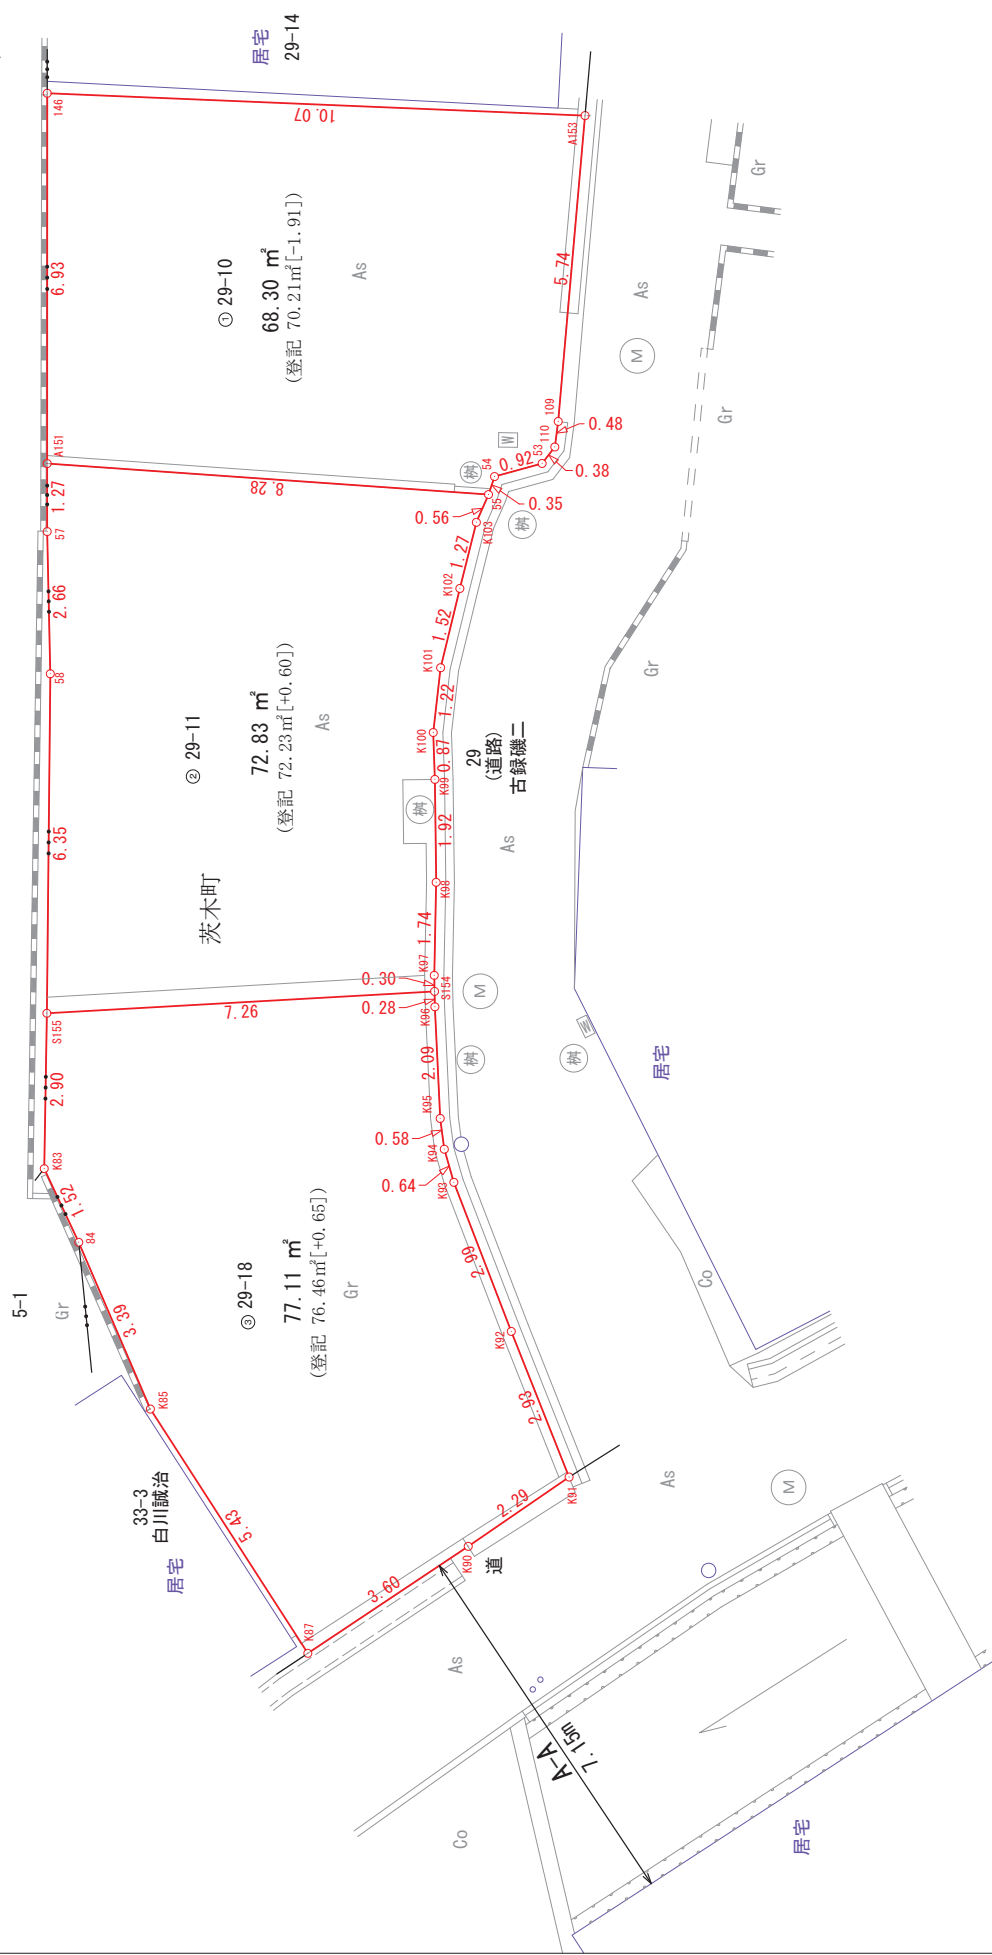 5-1
Gr
33-3
白川誠治
居宅
居宅
29-14
① 29-10
68.30 ㎡
(登記 70.21㎡[-1.91])
As
② 29-11
72.83 ㎡
(登記 72.23㎡[+0.60])
As
茨木町
③ 29-18
77.11 ㎡
(登記 76.46㎡[+0.65])
Gr
29
(道路)
古録磯二
As
As
As
As
道
A-A
7.15m
Co
Co
居宅
居宅
Gr
Gr
Gr
M
M
M
W
W
桝
桝
桝
桝
桝
146
A153
A151
57
58
S155
K83
84
K85
K87
K90
K91
K92
K93
K94
K95
K96
S154
K97
K98
K99
K100
K101
K102
K103
55
54
53
110
109
10.07
6.93
1.27
2.66
6.35
2.90
1.52
3.39
5.43
3.60
2.29
2.93
2.99
0.64
0.58
2.09
0.28
0.30
1.74
1.92
0.87
1.22
1.52
1.27
0.56
0.35
0.92
0.38
0.48
5.74
8.28
7.26